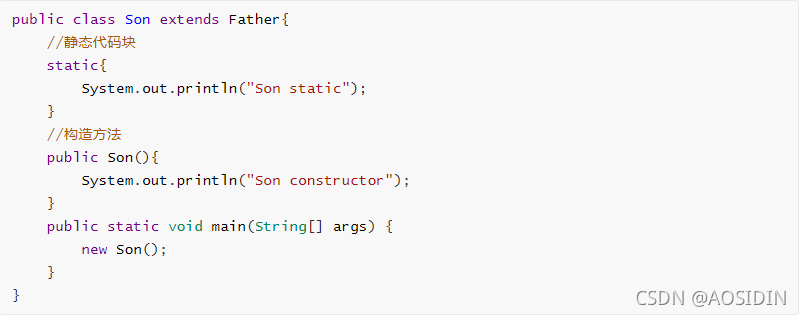 public class Son extends Father{
    //静态代码块
    static{
        System.out.println("Son static");
    }
    //构造方法
    public Son(){
        System.out.println("Son constructor");
    }
    public static void main(String[] args) {
        new Son();
    }
}
CSDN @AOSIDIN